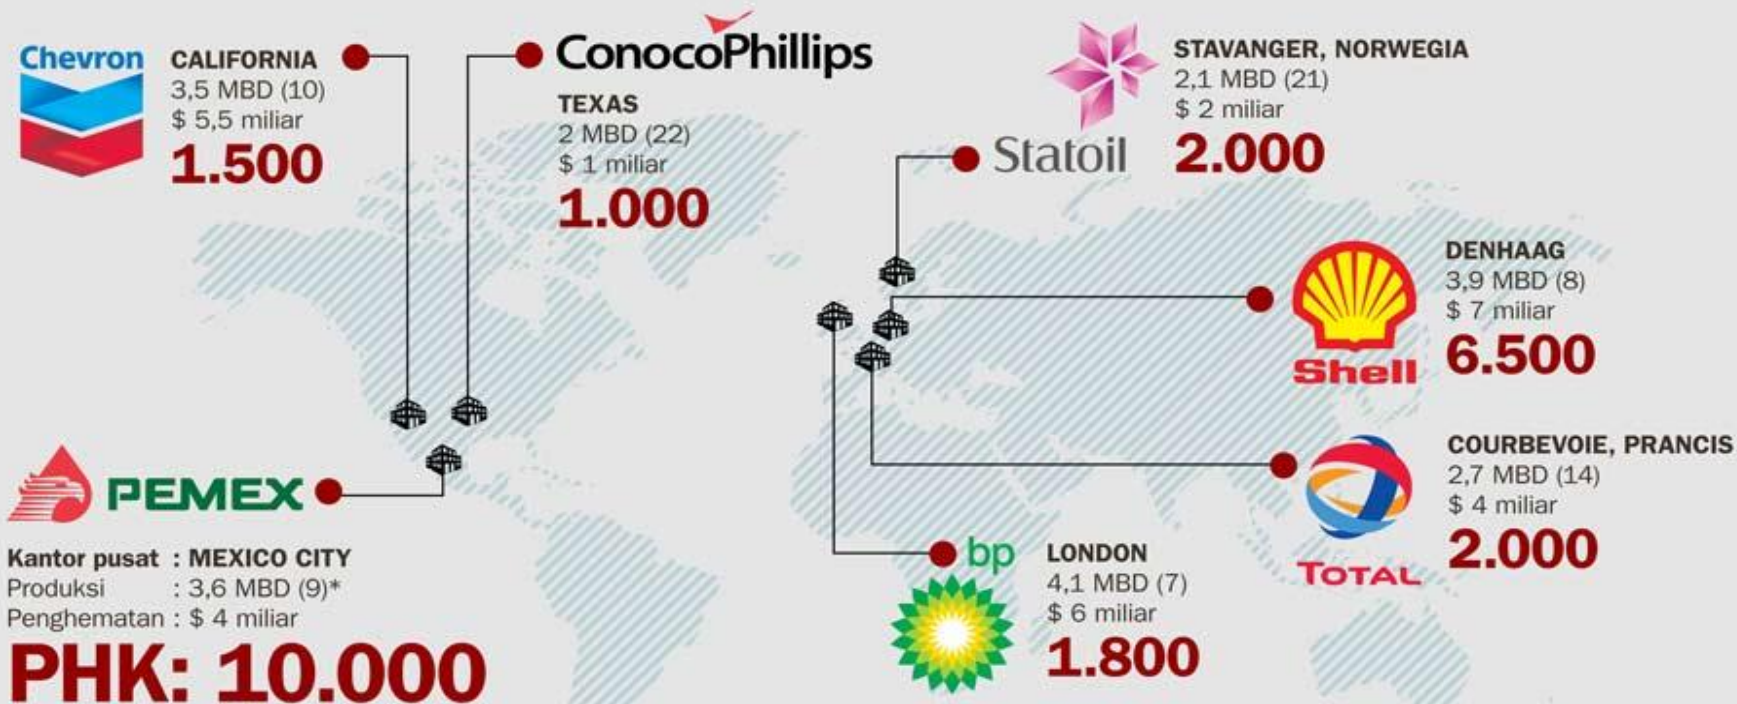 Chevron
CALIFORNIA
3,5 MBD (10)
$ 5,5 miliar
1.500
ConocoPhillips
TEXAS
2 MBD (22)
$ 1 miliar
1.000
Statoil
STAVANGER, NORWEGIA
2,1 MBD (21)
$ 2 miliar
2.000
Shell
DENHAAG
3,9 MBD (8)
$ 7 miliar
6.500
TOTAL
COURBEVOIE, PRANCIS
2,7 MBD (14)
$ 4 miliar
2.000
bp
LONDON
4,1 MBD (7)
$ 6 miliar
1.800
PEMEX
Kantor pusat : MEXICO CITY
Produksi : 3,6 MBD (9)*
Penghematan : $ 4 miliar
PHK: 10.000